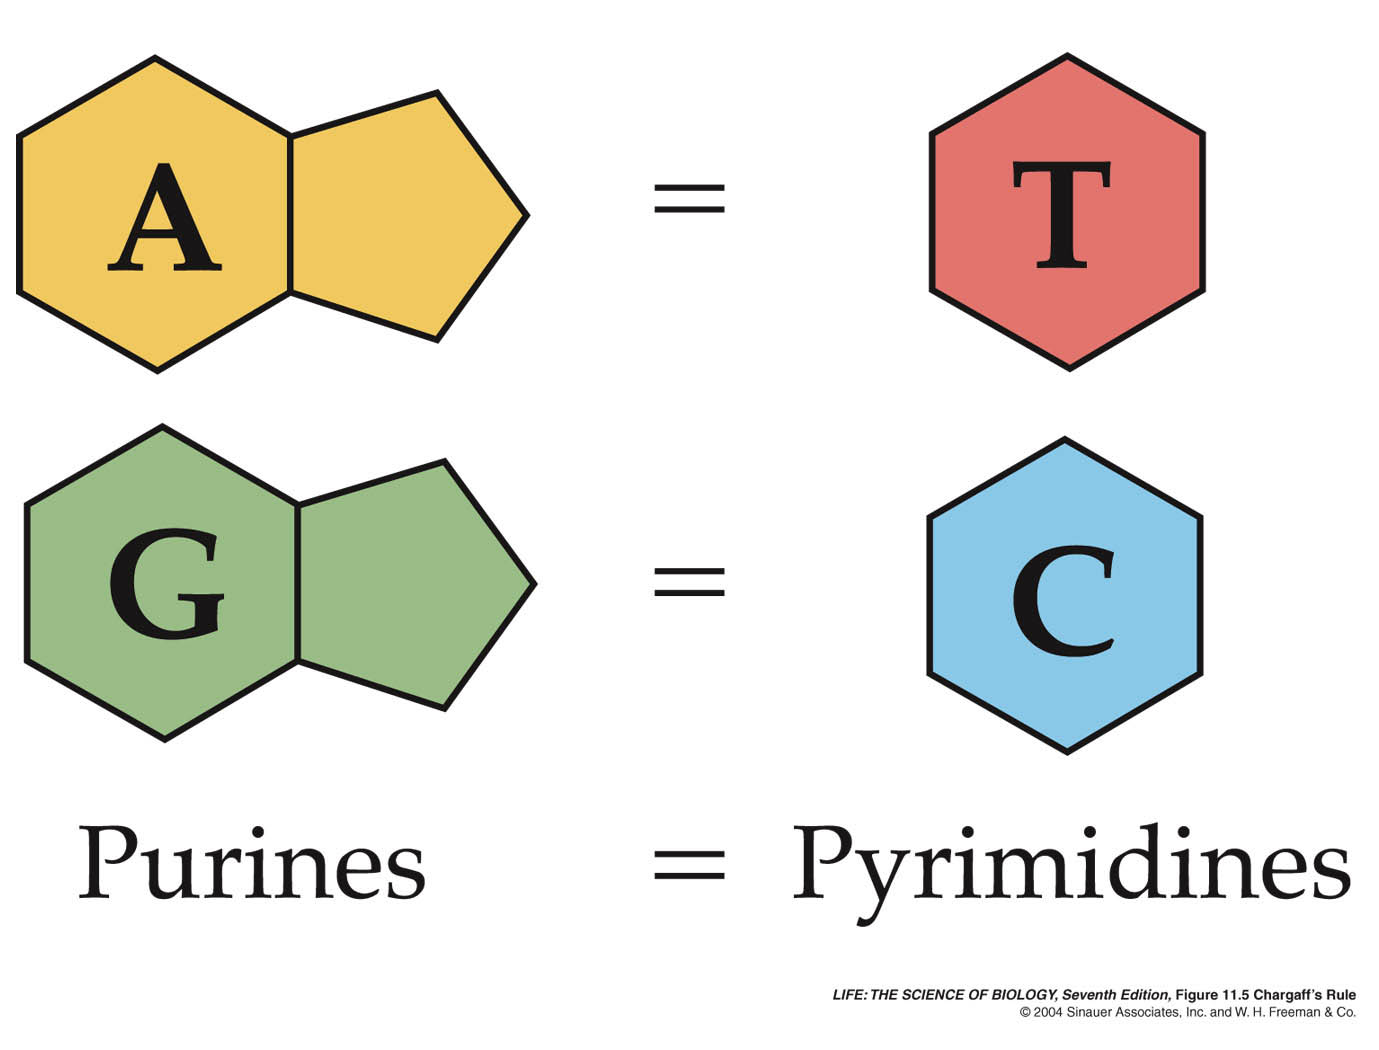 A = T
G = C
Purines = Pyrimidines
LIFE: THE SCIENCE OF BIOLOGY, Seventh Edition, Figure 11.5 Chargaff's Rule
© 2004 Sinauer Associates, Inc. and W. H. Freeman & Co.